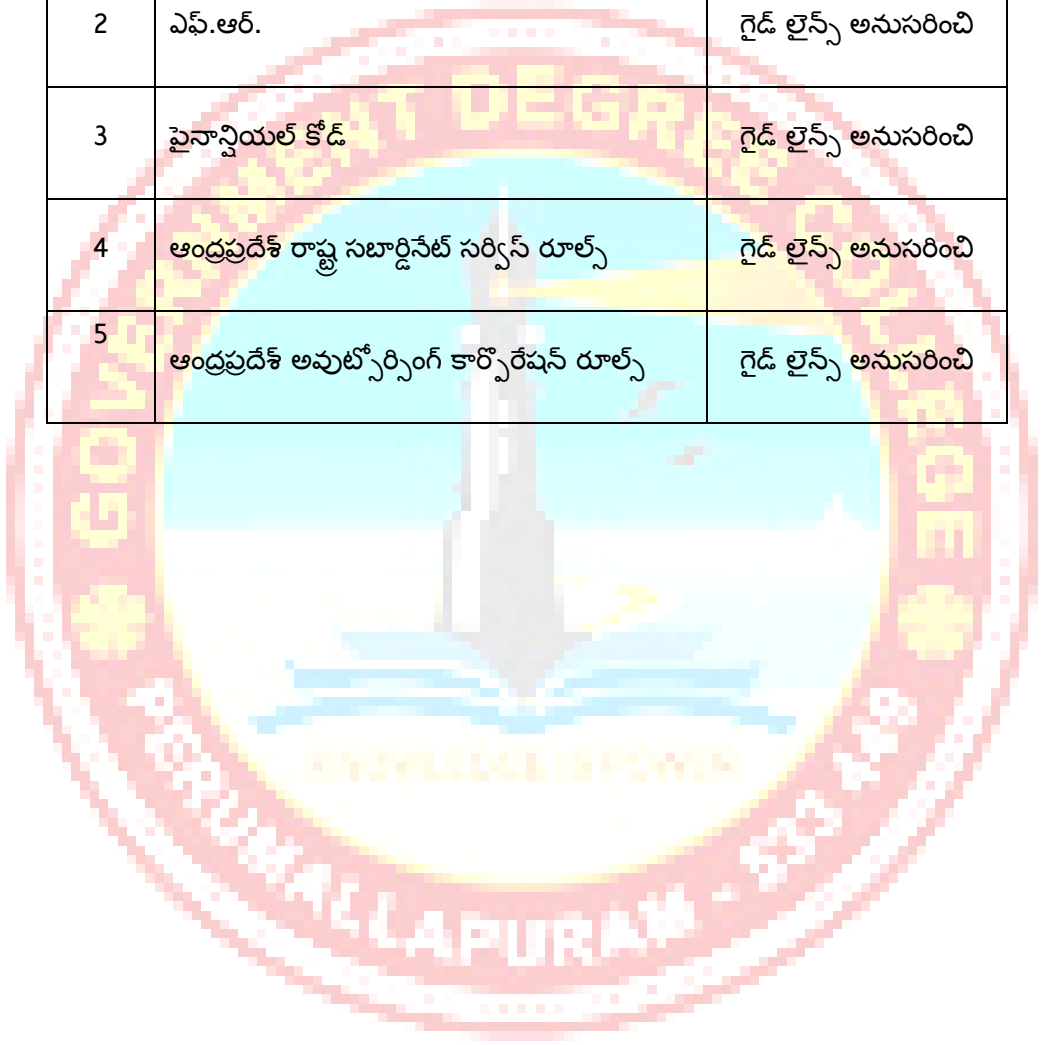 2 ఎఫ్.ఆర్. గైడ్ లైన్స్ అనుసరించి
3 పైనాన్షియల్ కోడ్ గైడ్ లైన్స్ అనుసరించి
4 ఆంధ్రప్రదేశ్ రాష్ట్ర సబార్డినేట్ సర్విస్ రూల్స్ గైడ్ లైన్స్ అనుసరించి
5 ఆంధ్రప్రదేశ్ అవుట్సోర్సింగ్ కార్పొరేషన్ రూల్స్ గైడ్ లైన్స్ అనుసరించి
GOVERNMENT DEGREE COLLEGE
KNOWLEDGE IS POWER
PERUMALLAPURAM - 533 448